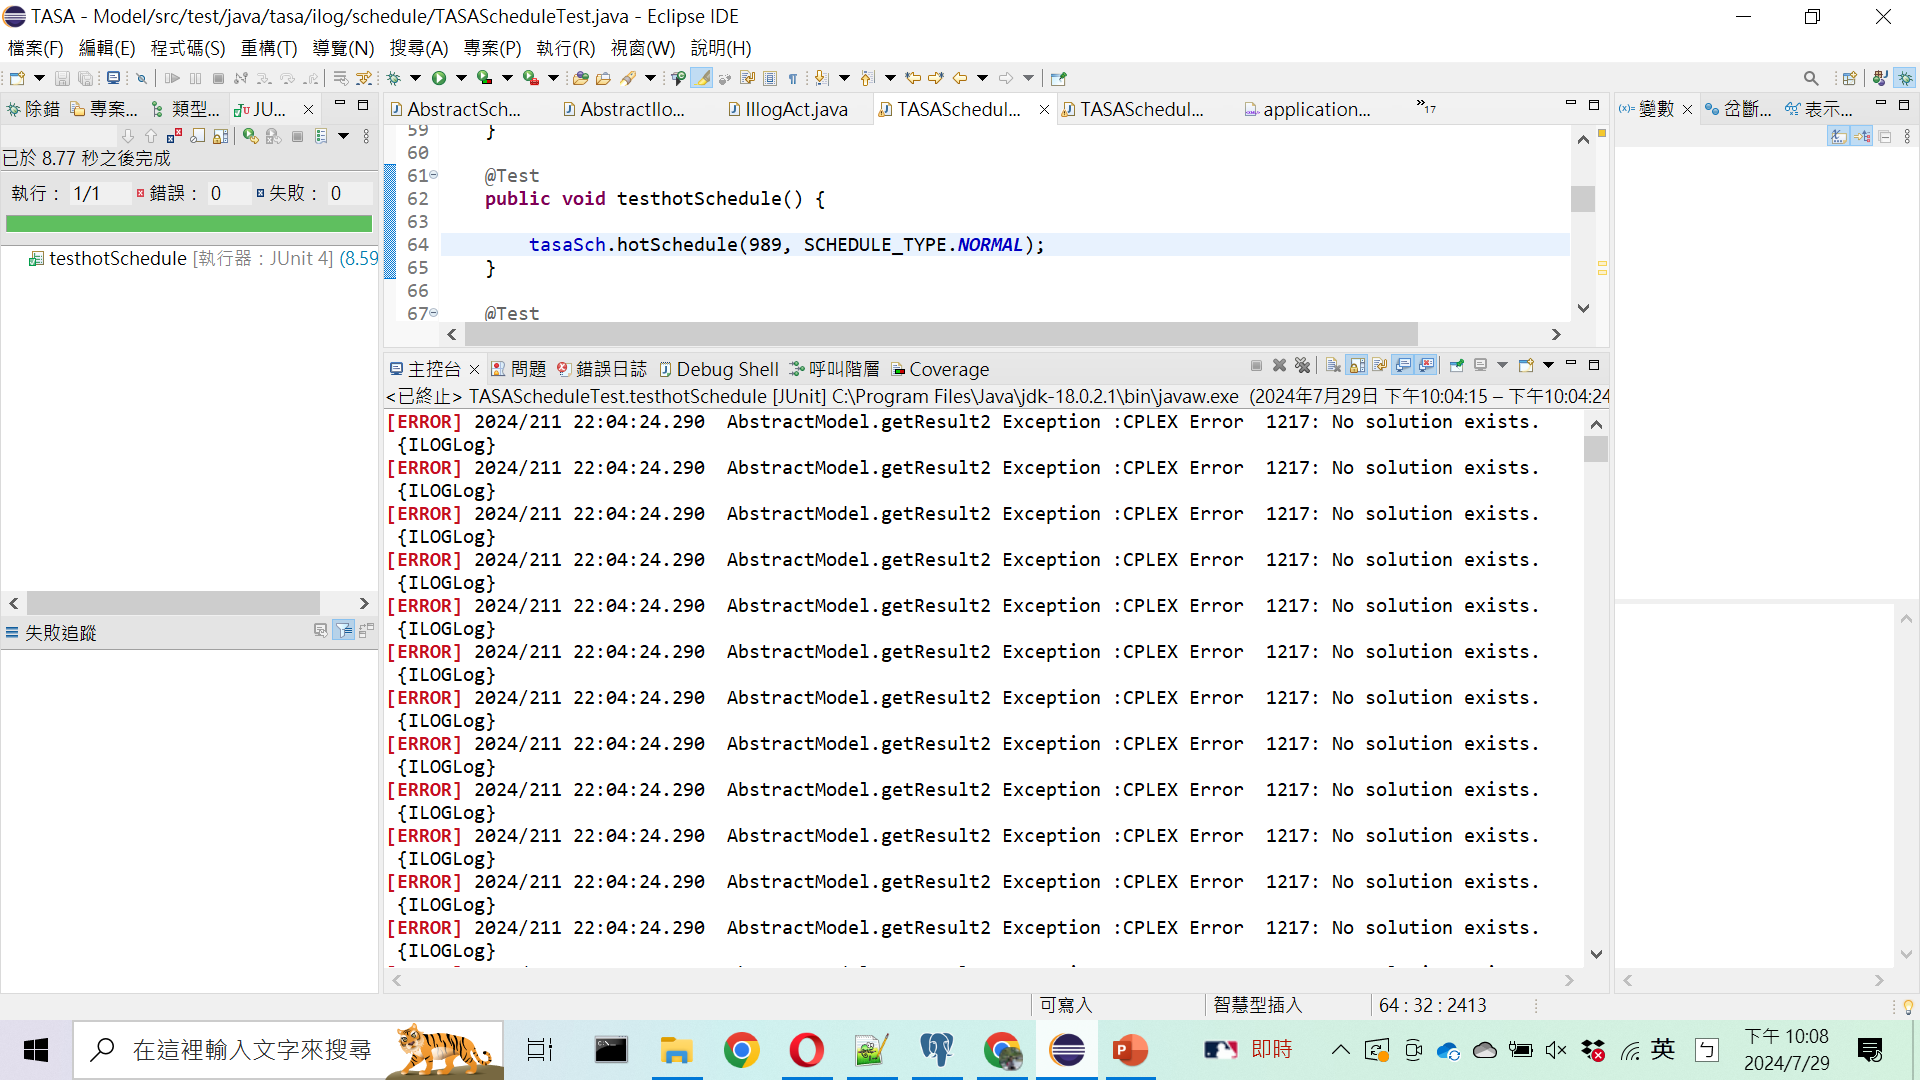 TASA - Model/src/test/java/tasa/ilog/schedule/TASAScheduleTest.java - Eclipse IDE
檔案(F) 編輯(E) 程式碼(S) 重構(T) 導覽(N) 搜尋(A) 專案(P) 執行(R) 視窗(W) 說明(H)
除錯 專案... 類型... JU...
已於 8.77 秒之後完成
執行： 1/1 錯誤： 0 失敗： 0
testhotSchedule [執行器：JUnit 4] (8.59
失敗追蹤
AbstractSch... AbstractIlo... IllogAct.java TASASchedul... TASASchedul... application... »17
59 }
60
61 @Test
62 public void testhotSchedule() {
63
64 tasaSch.hotSchedule(989, SCHEDULE_TYPE.NORMAL);
65 }
66
67 @Test
主控台 問題 錯誤日誌 Debug Shell 呼叫階層 Coverage
<已終止> TASAScheduleTest.testhotSchedule [JUnit] C:\Program Files\Java\jdk-18.0.2.1\bin\javaw.exe (2024年7月29日 下午10:04:15 – 下午10:04:24
[ERROR] 2024/211 22:04:24.290 AbstractModel.getResult2 Exception :CPLEX Error 1217: No solution exists.
{ILOGLog}
[ERROR] 2024/211 22:04:24.290 AbstractModel.getResult2 Exception :CPLEX Error 1217: No solution exists.
{ILOGLog}
[ERROR] 2024/211 22:04:24.290 AbstractModel.getResult2 Exception :CPLEX Error 1217: No solution exists.
{ILOGLog}
[ERROR] 2024/211 22:04:24.290 AbstractModel.getResult2 Exception :CPLEX Error 1217: No solution exists.
{ILOGLog}
[ERROR] 2024/211 22:04:24.290 AbstractModel.getResult2 Exception :CPLEX Error 1217: No solution exists.
{ILOGLog}
[ERROR] 2024/211 22:04:24.290 AbstractModel.getResult2 Exception :CPLEX Error 1217: No solution exists.
{ILOGLog}
[ERROR] 2024/211 22:04:24.290 AbstractModel.getResult2 Exception :CPLEX Error 1217: No solution exists.
{ILOGLog}
[ERROR] 2024/211 22:04:24.290 AbstractModel.getResult2 Exception :CPLEX Error 1217: No solution exists.
{ILOGLog}
[ERROR] 2024/211 22:04:24.290 AbstractModel.getResult2 Exception :CPLEX Error 1217: No solution exists.
{ILOGLog}
[ERROR] 2024/211 22:04:24.290 AbstractModel.getResult2 Exception :CPLEX Error 1217: No solution exists.
{ILOGLog}
[ERROR] 2024/211 22:04:24.290 AbstractModel.getResult2 Exception :CPLEX Error 1217: No solution exists.
{ILOGLog}
[ERROR] 2024/211 22:04:24.290 AbstractModel.getResult2 Exception :CPLEX Error 1217: No solution exists.
{ILOGLog}
變數 岔斷... 表示...
可寫入 智慧型插入 64 : 32 : 2413
在這裡輸入文字來搜尋
即時
英
ㄅ
下午 10:08
2024/7/29